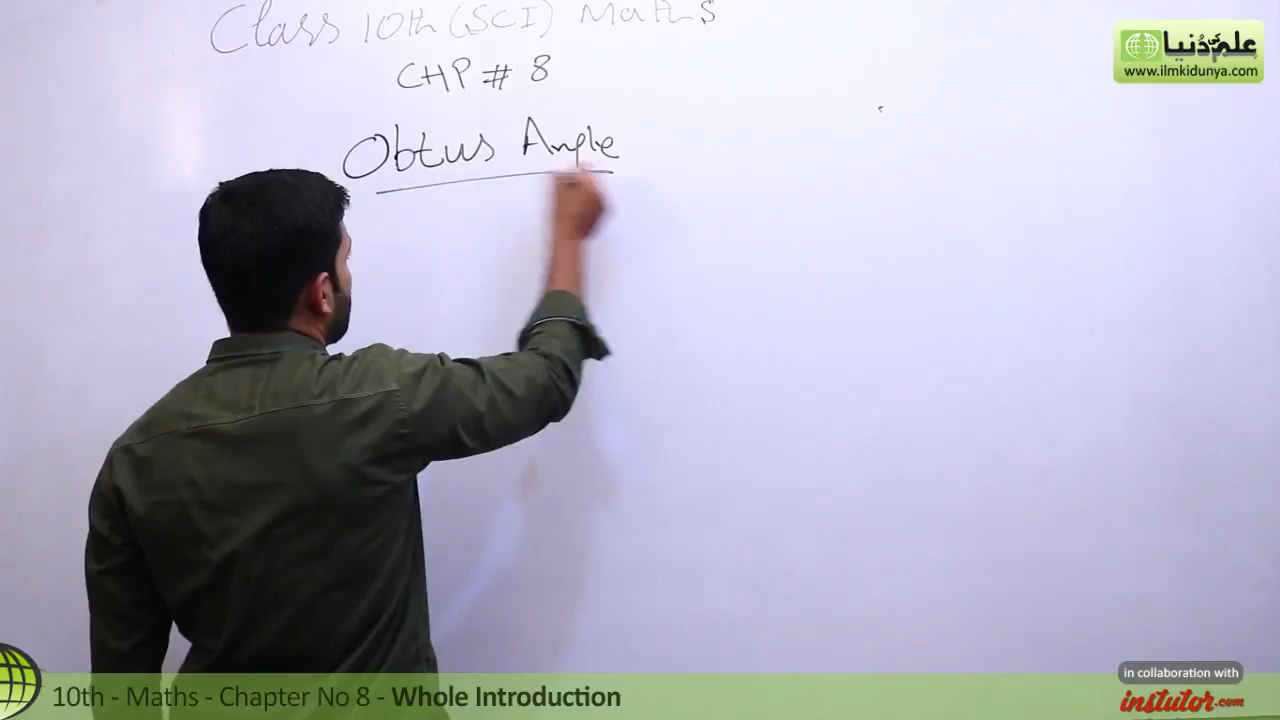 Class 10th (SCI) Maths
CHP # 8
Obtus Angle
علم کی دُنیا
www.ilmkidunya.com
10th - Maths - Chapter No 8 - Whole Introduction
in collaboration with
instutor.com